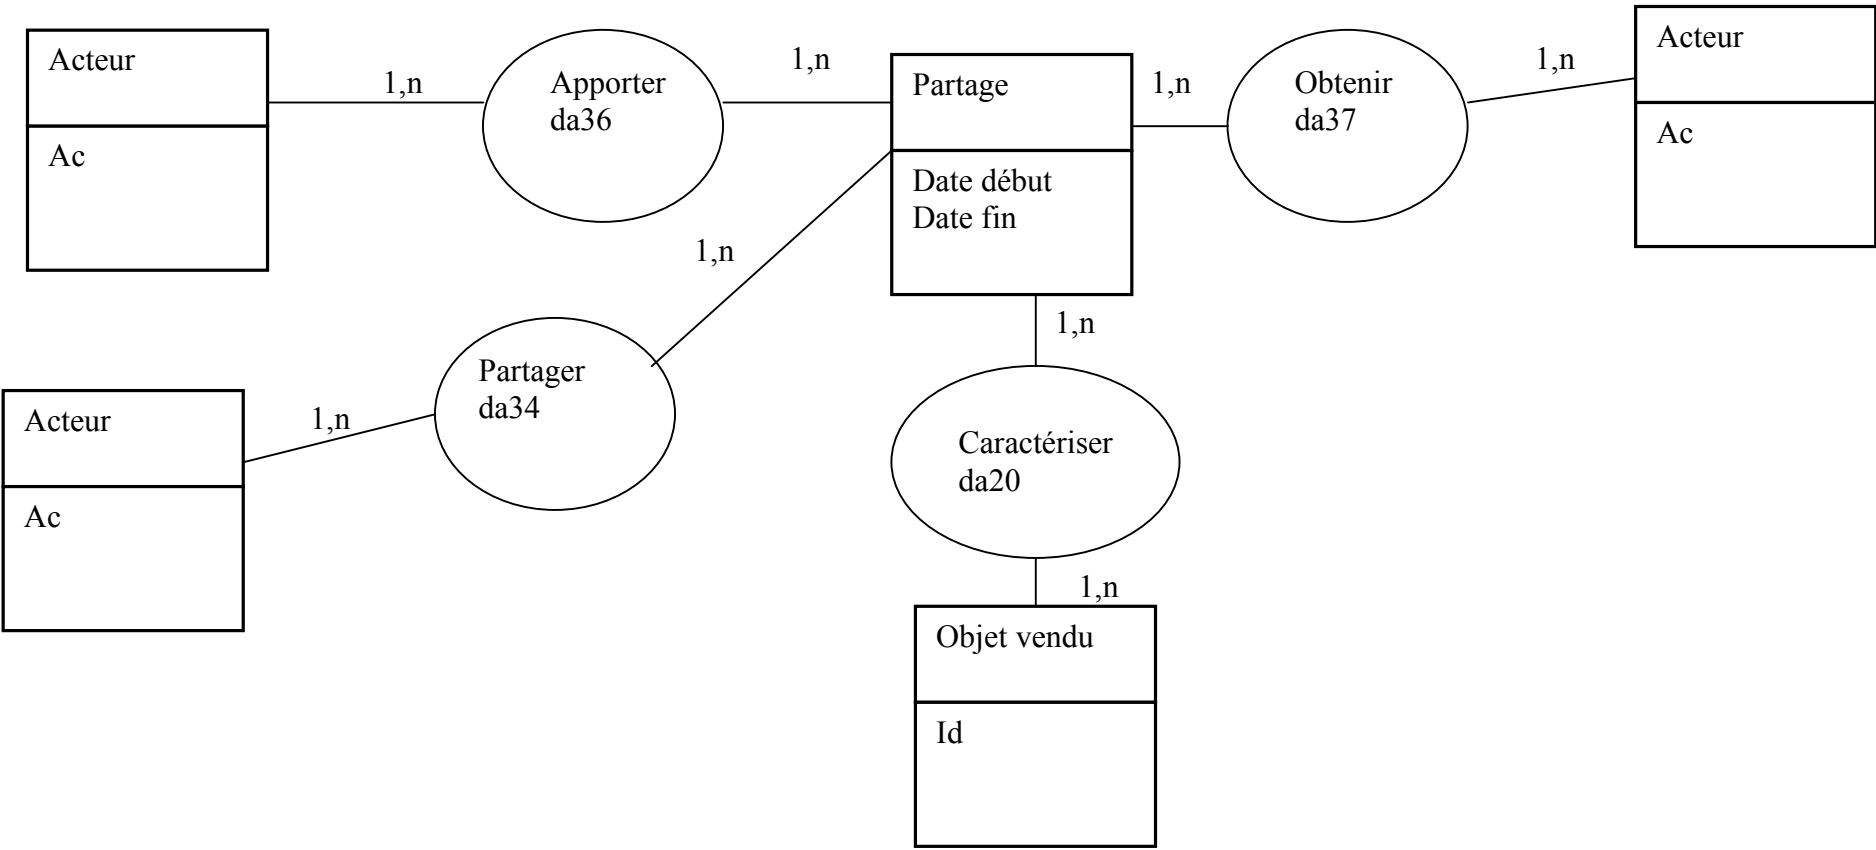 Acteur
Ac
1,n
Apporter
da36
1,n
Partage
Date début
Date fin
1,n
Obtenir
da37
1,n
Acteur
Ac
1,n
Partager
da34
1,n
Acteur
Ac
1,n
Caractériser
da20
1,n
Objet vendu
Id